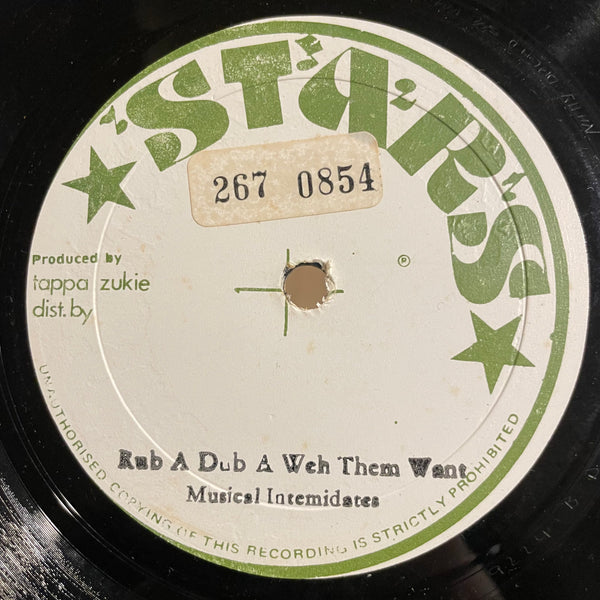 STARS
267 0854
Produced by
tappa zukie
dist. by
℗
Rub A Dub A Weh Them Want
Musical Intemidates
UNAUTHORISED COPYING OF THIS RECORDING IS STRICTLY PROHIBITED